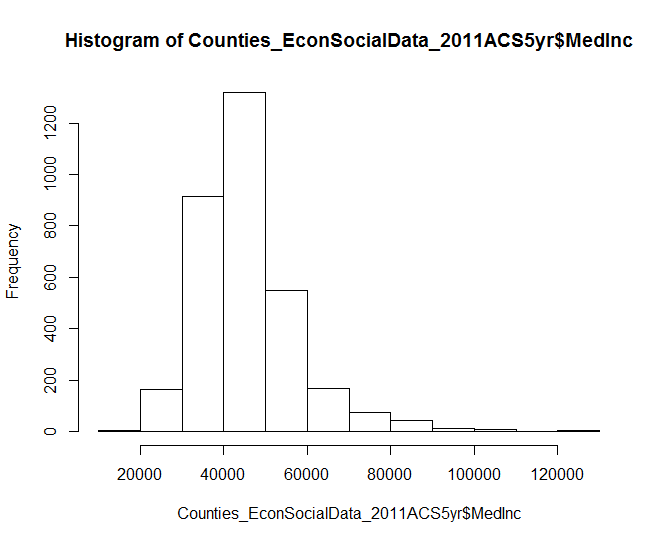 Histogram of Counties_EconSocialData_2011ACS5yr$MedInc
Frequency
1200
1000
800
600
400
200
0
20000 40000 60000 80000 100000 120000
Counties_EconSocialData_2011ACS5yr$MedInc